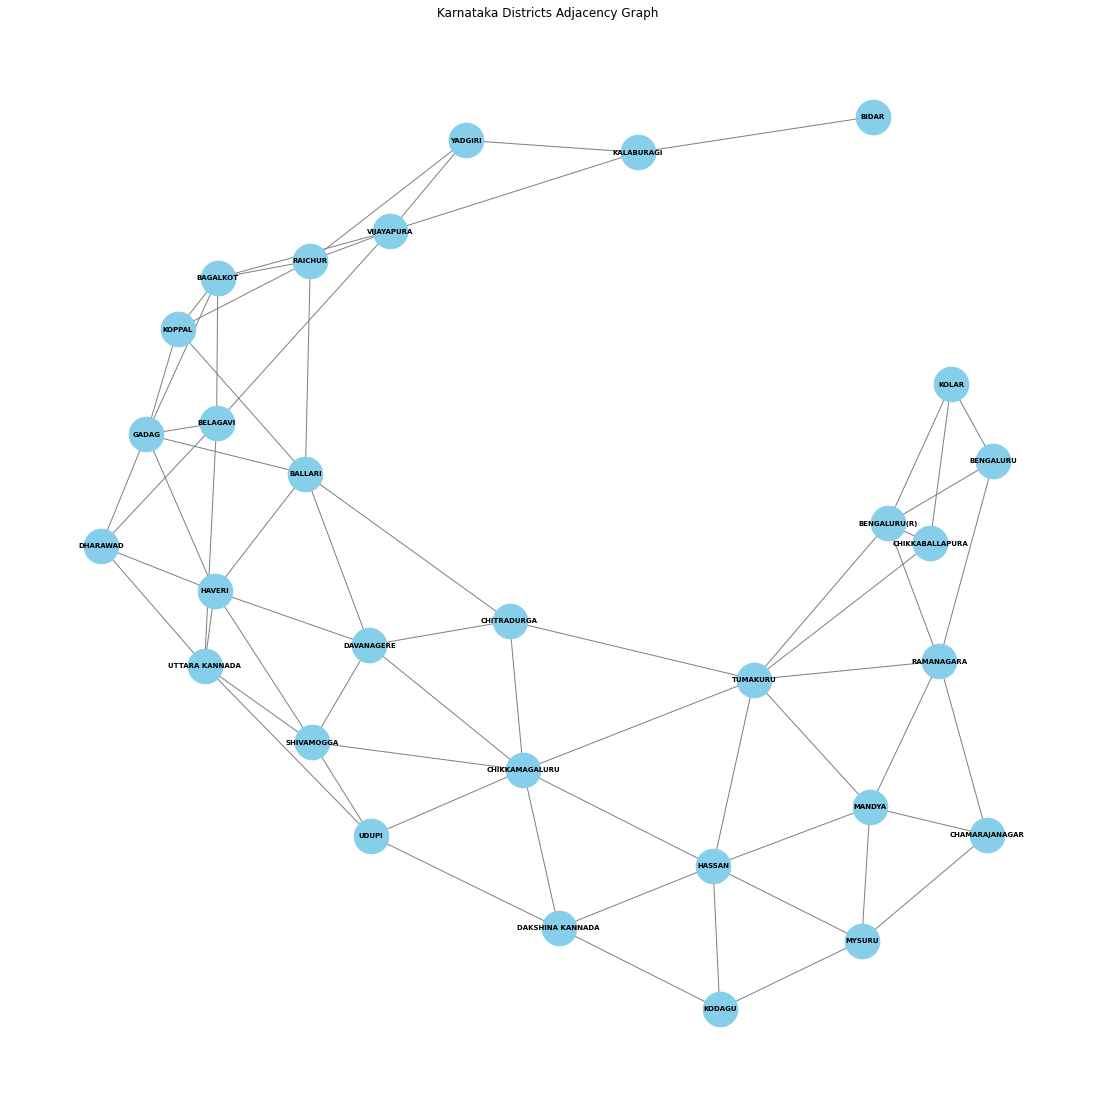 Karnataka Districts Adjacency Graph
BIDAR
YADGIRI
KALABURAGI
VIJAYAPURA
RAICHUR
BAGALKOT
KOPPAL
KOLAR
BELAGAVI
GADAG
BENGALURU
BALLARI
BENGALURU(R)
CHIKKABALLAPURA
DHARAWAD
HAVERI
CHITRADURGA
DAVANAGERE
RAMANAGARA
UTTARA KANNADA
TUMAKURU
SHIVAMOGGA
CHIKKAMAGALURU
MANDYA
CHAMARAJANAGAR
UDUPI
HASSAN
DAKSHINA KANNADA
MYSURU
KODAGU